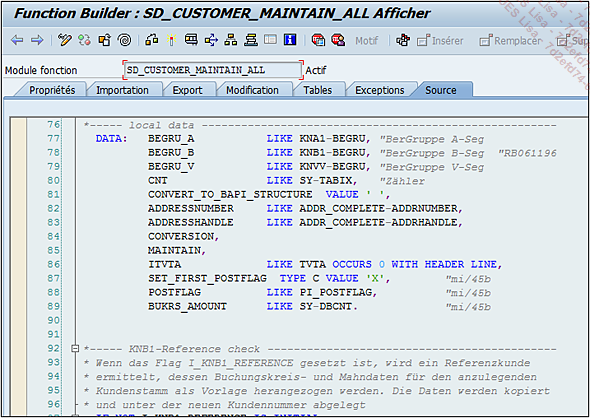 Function Builder : SD_CUSTOMER_MAINTAIN_ALL Afficher
Motif Insérer Remplacer
Module fonction SD_CUSTOMER_MAINTAIN_ALL Actif
Propriétés Importation Export Modification Tables Exceptions Source
76 *----- local data ------------------------------------------------------
77 DATA: BEGRU_A LIKE KNA1-BEGRU, "BerGruppe A-Seg
78 BEGRU_B LIKE KNB1-BEGRU, "BerGruppe B-Seg "RB061196
79 BEGRU_V LIKE KNVV-BEGRU, "BerGruppe V-Seg
80 CNT LIKE SY-TABIX, "Zähler
81 CONVERT_TO_BAPI_STRUCTURE VALUE ' ',
82 ADDRESSNUMBER LIKE ADDR_COMPLETE-ADDRNUMBER,
83 ADDRESSHANDLE LIKE ADDR_COMPLETE-ADDRHANDLE,
84 CONVERSION,
85 MAINTAIN,
86 ITVTA LIKE TVTA OCCURS 0 WITH HEADER LINE,
87 SET_FIRST_POSTFLAG TYPE C VALUE 'X', "mi/45b
88 POSTFLAG LIKE PI_POSTFLAG, "mi/45b
89 BUKRS_AMOUNT LIKE SY-DBCNT. "mi/45b
90
91
92 *----- KNB1-Reference check --------------------------------------------
93 * Wenn das Flag I_KNB1_REFERENCE gesetzt ist, wird ein Referenzkunde
94 * ermittelt, dessen Buchungskreis- und Mahndaten für den anzulegenden
95 * Kundenstamm als Vorlage herangezogen werden. Die Daten werden kopiert
96 * und unter der neuen Kundennummer abgelegt